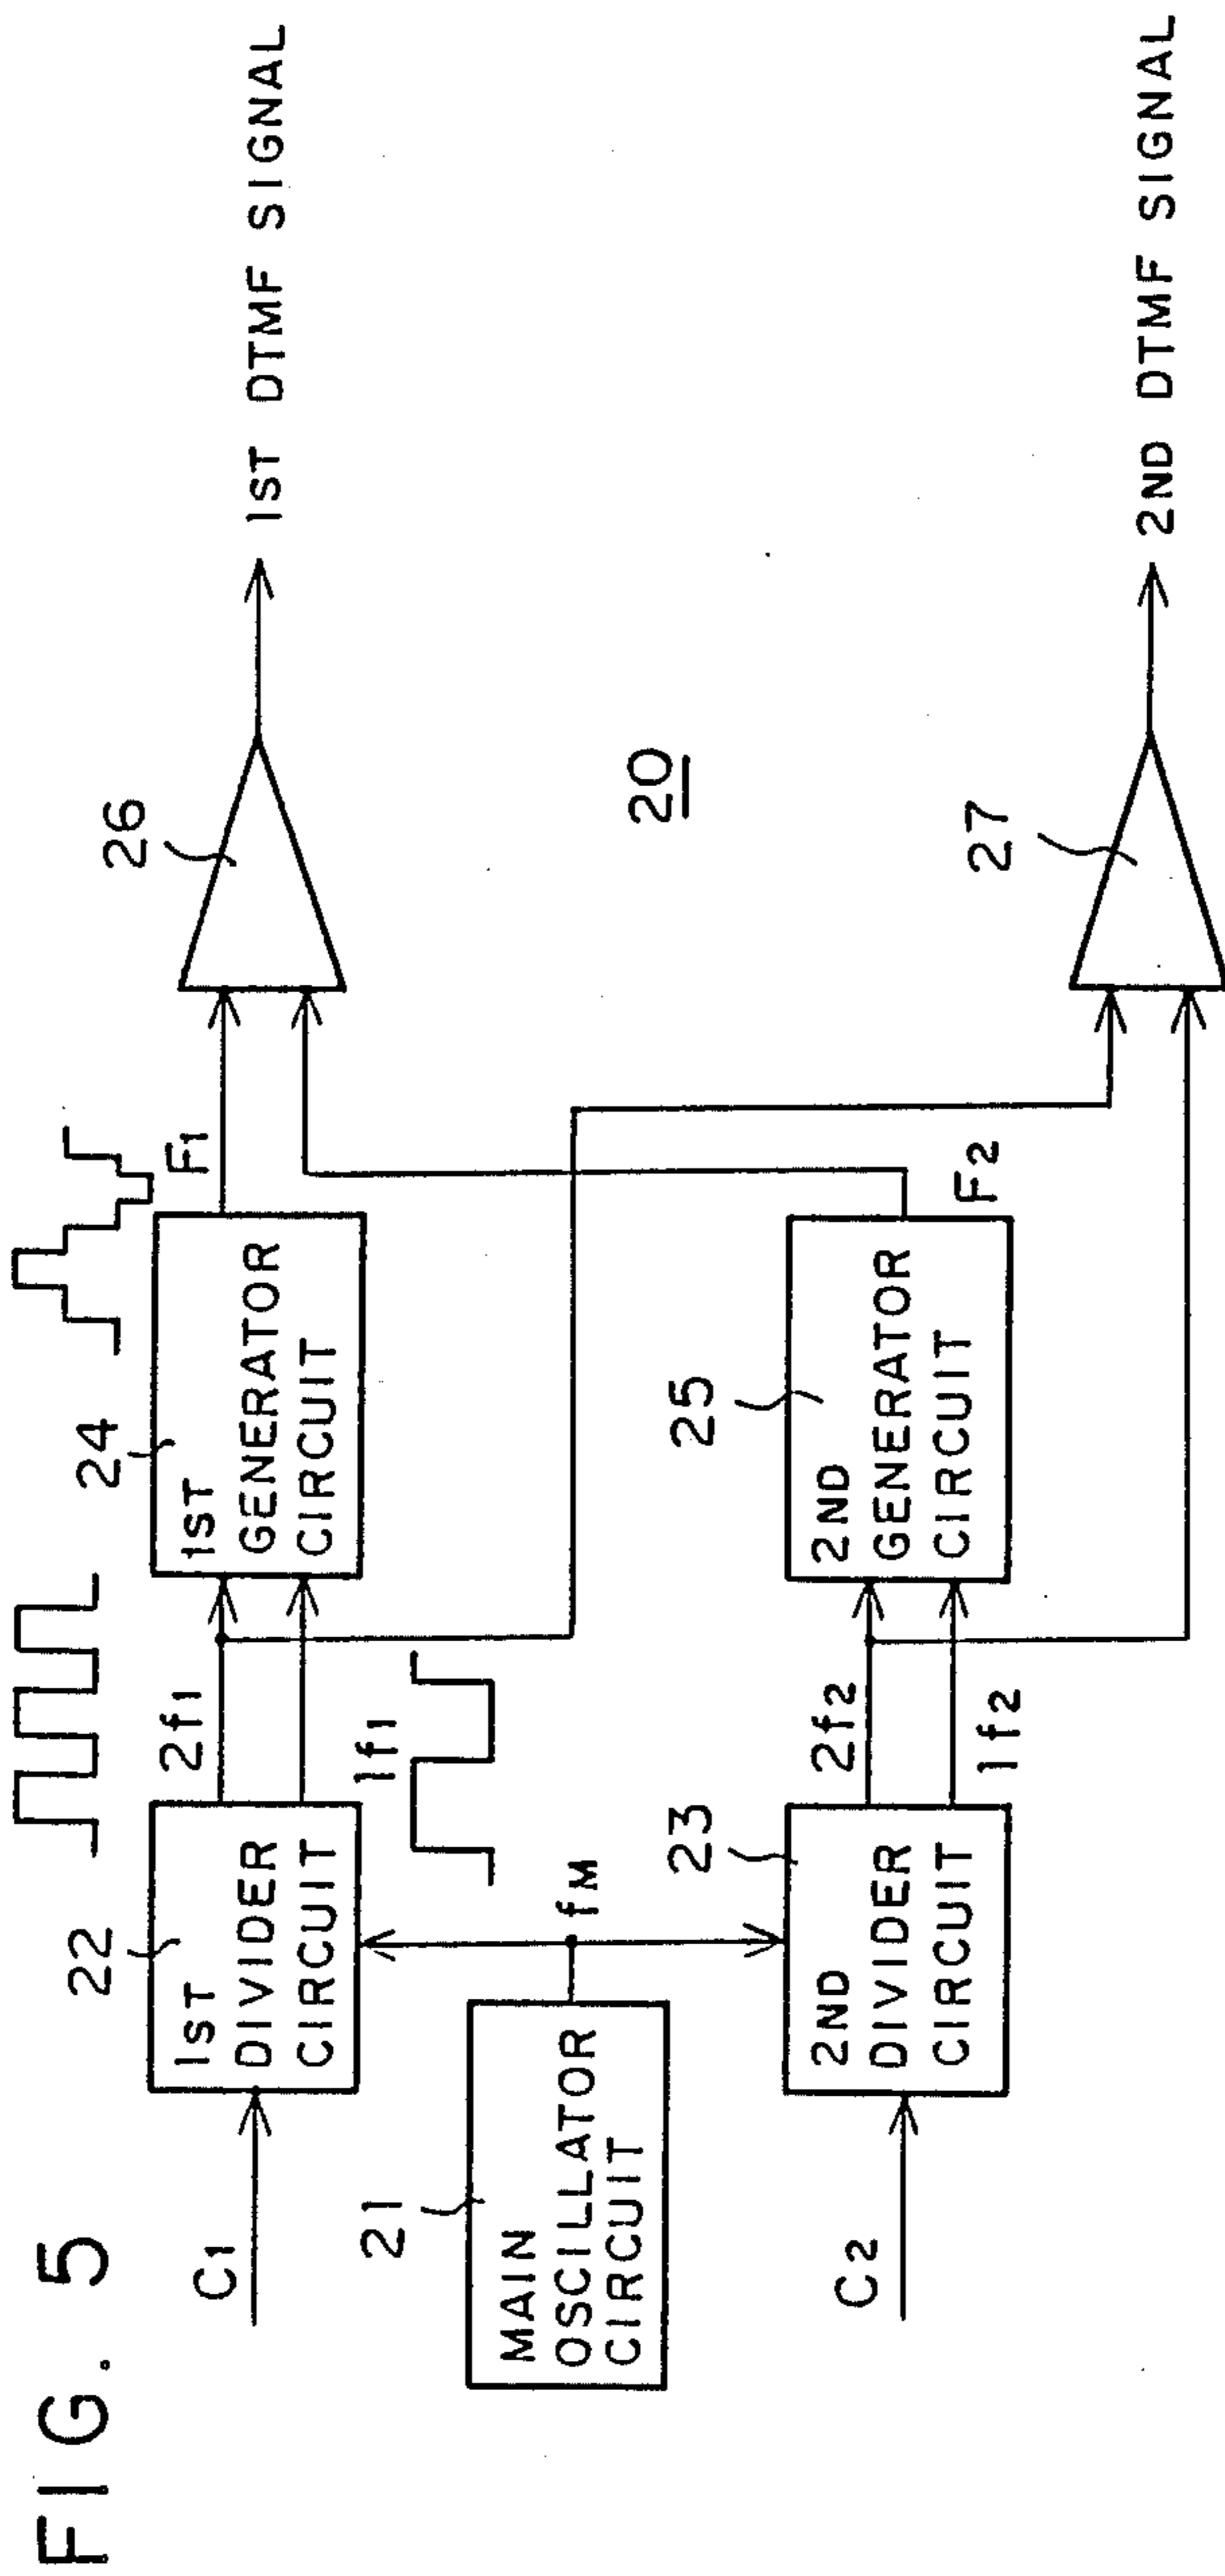 FIG. 5
C1
22
1ST
DIVIDER
CIRCUIT
2f1
1f1
24
1ST
GENERATOR
CIRCUIT
F1
26
1ST DTMF SIGNAL
21
MAIN
OSCILLATOR
CIRCUIT
fM
20
C2
23
2ND
DIVIDER
CIRCUIT
2f2
1f2
25
2ND
GENERATOR
CIRCUIT
F2
27
2ND DTMF SIGNAL